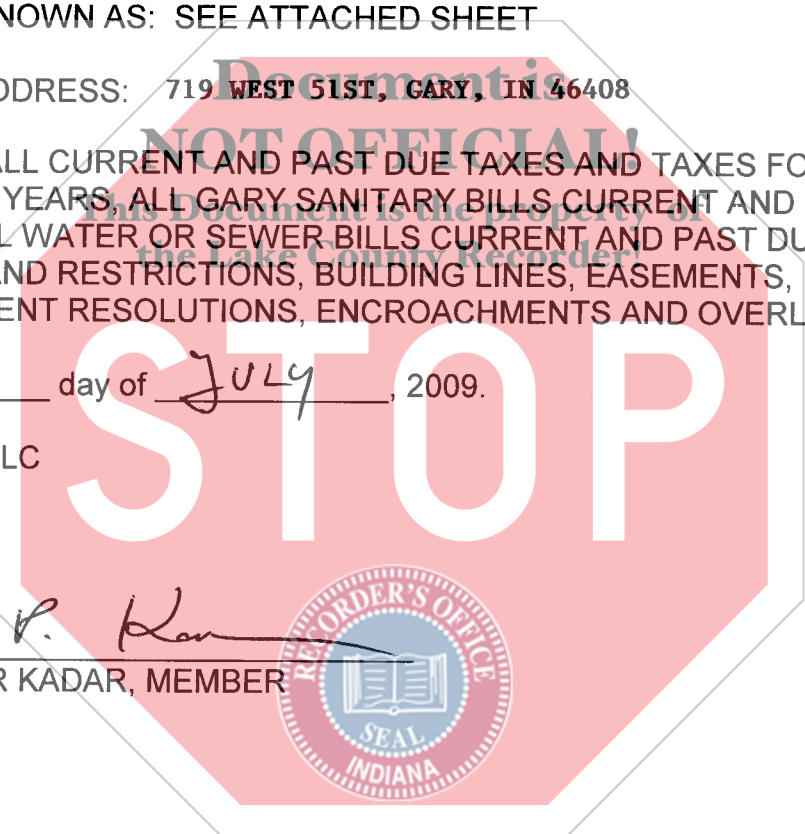 NOWN AS: SEE ATTACHED SHEET
DDRESS: 719 WEST 51ST, GARY, IN 46408
Document is
NOT OFFICIAL!
ALL CURRENT AND PAST DUE TAXES AND TAXES FO
YEARS, ALL GARY SANITARY BILLS CURRENT AND
This Document is the property of
L WATER OR SEWER BILLS CURRENT AND PAST DU
the Lake County Recorder!
AND RESTRICTIONS, BUILDING LINES, EASEMENTS,
ENT RESOLUTIONS, ENCROACHMENTS AND OVERL
day of JULY, 2009.
STOP
LC
P. Ka
R KADAR, MEMBER
RECORDER'S OFFICE
SEAL
INDIANA